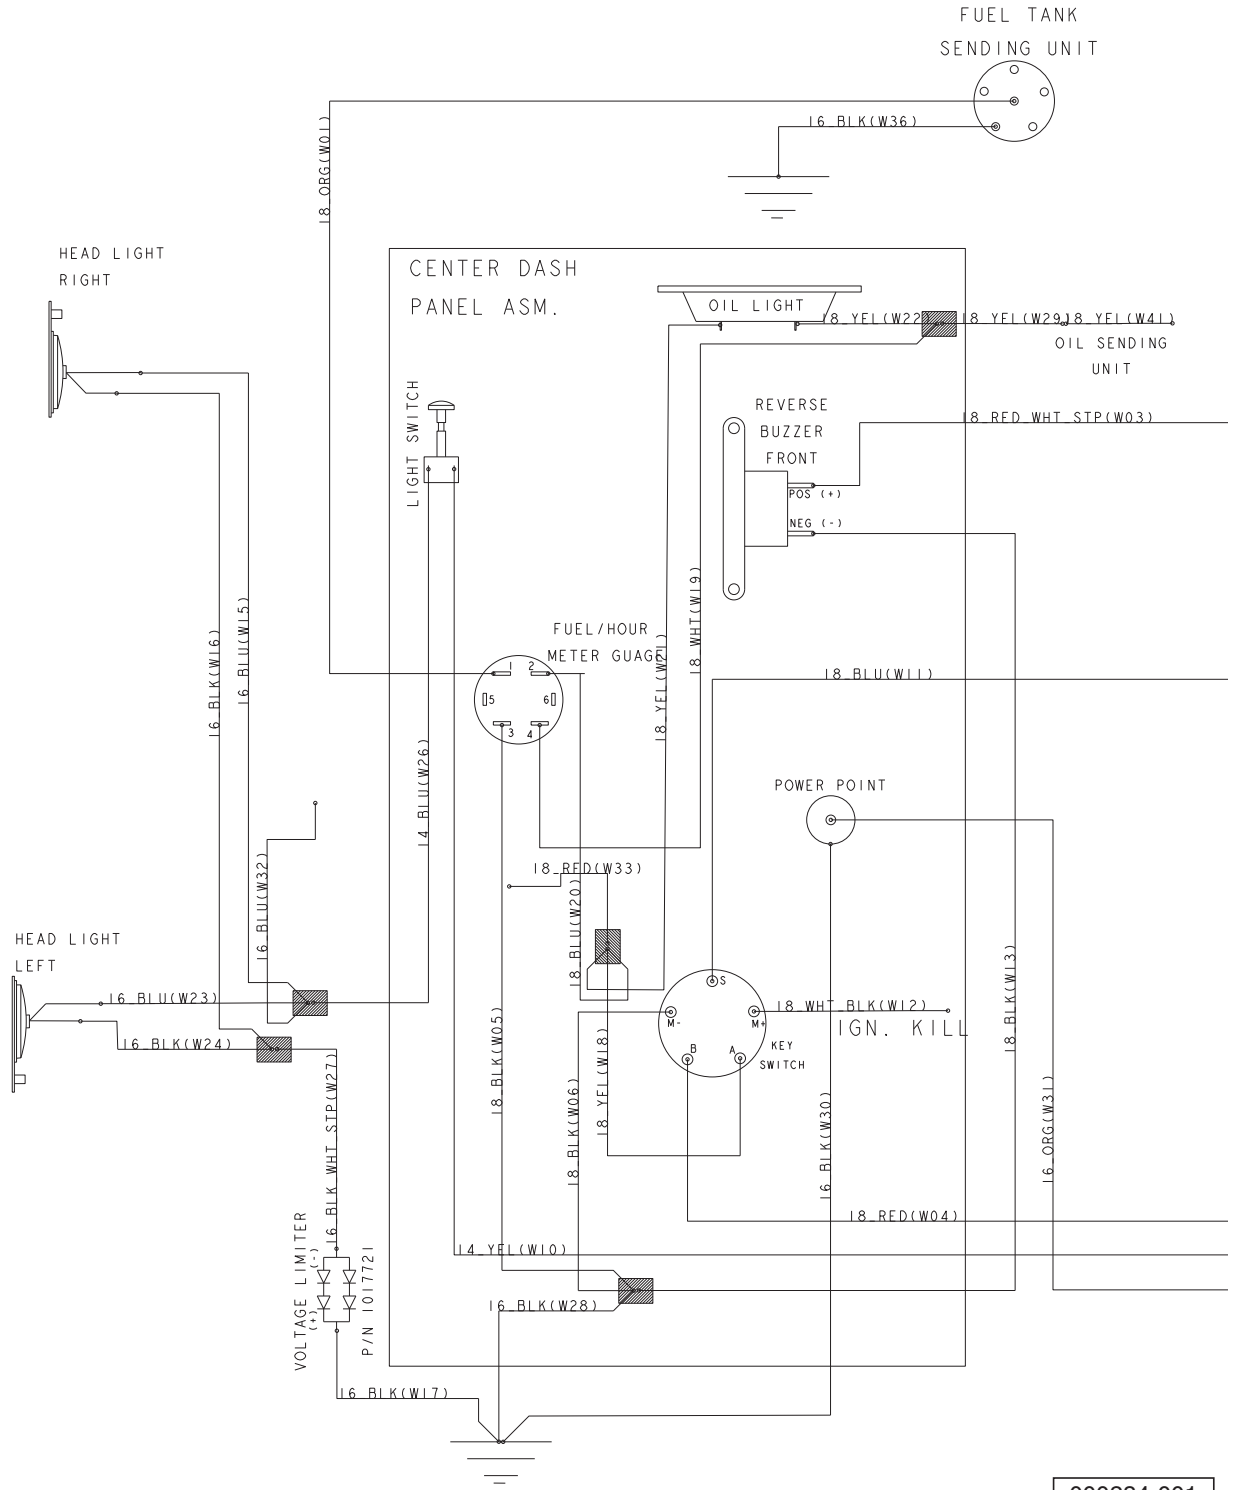 FUEL TANK
SENDING UNIT
16_BLK(W36)
18_ORG(W01)
HEAD LIGHT
RIGHT
CENTER DASH
PANEL ASM.
OIL LIGHT
18_YEL(W22)
18_YEL(W29)
18_YEL(W41)
OIL SENDING
UNIT
LIGHT SWITCH
REVERSE
BUZZER
FRONT
18_RED_WHT_STP(W03)
POS (+)
NEG (-)
18_WHT(W19)
16_BLK(W16)
16_BLU(W15)
FUEL/HOUR
METER GUAGE
18_YEL(W21)
1
2
5
6
3
4
18_BLU(W11)
14_BLU(W26)
POWER POINT
18_RED(W33)
16_BLU(W32)
18_BLU(W20)
HEAD LIGHT
LEFT
16_BLU(W23)
16_BLK(W24)
S
M-
M+
B
A
KEY
SWITCH
18_WHT_BLK(W12)
IGN. KILL
18_BLK(W13)
18_BLK(W05)
18_YEL(W18)
18_BLK(W06)
16_BLK_WHT_STP(W27)
16_BLK(W30)
16_ORG(W31)
18_RED(W04)
14_YEL(W10)
VOLTAGE LIMITER
(-)
(+)
P/N 1017721
16_BLK(W28)
16_BLK(W17)